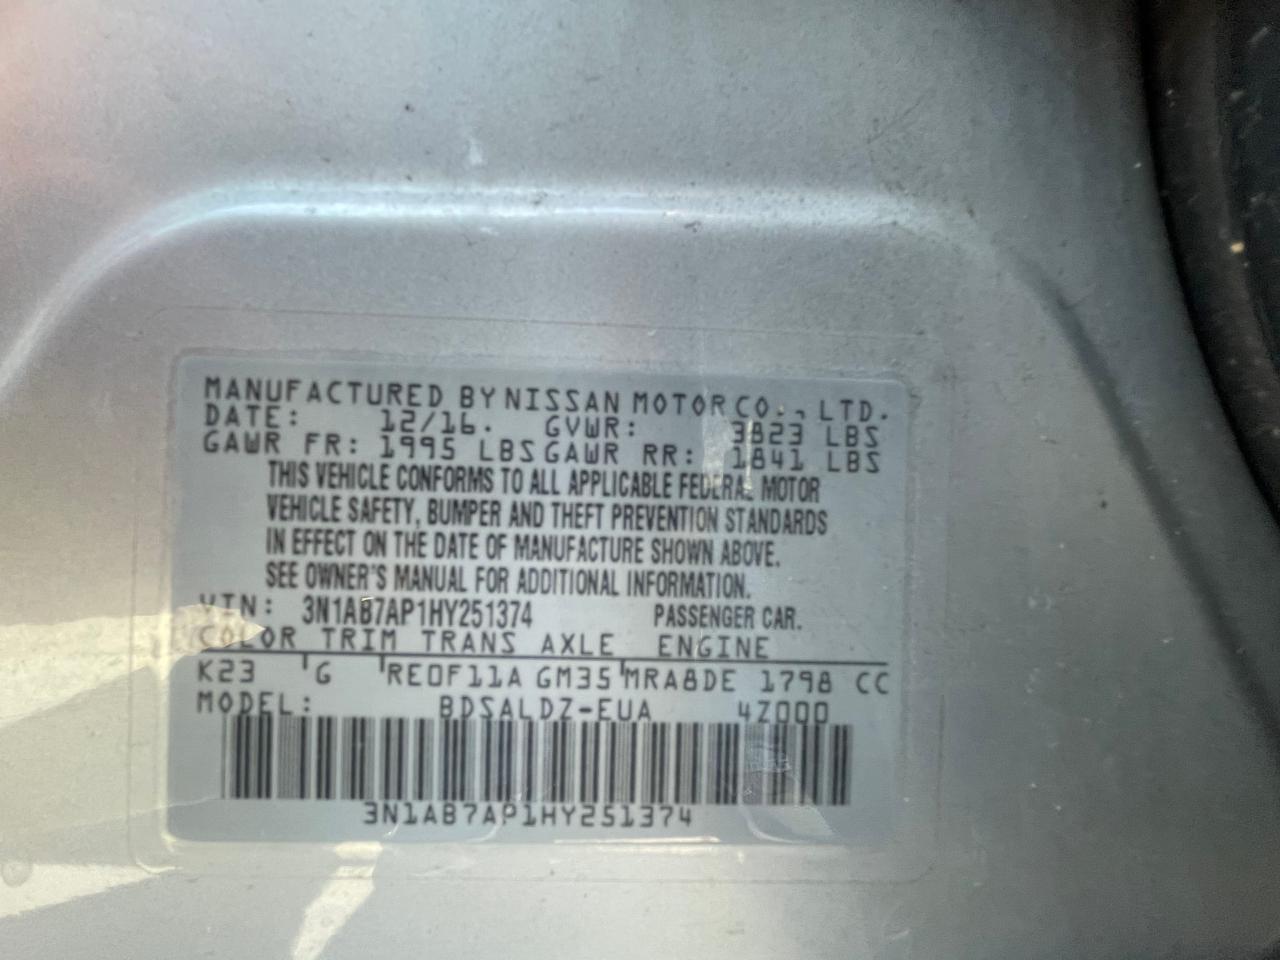 MANUFACTURED BY NISSAN MOTOR CO., LTD.
DATE: 12/16. GVWR: 3823 LBS
GAWR FR: 1995 LBS GAWR RR: 1841 LBS
THIS VEHICLE CONFORMS TO ALL APPLICABLE FEDERAL MOTOR
VEHICLE SAFETY, BUMPER AND THEFT PREVENTION STANDARDS
IN EFFECT ON THE DATE OF MANUFACTURE SHOWN ABOVE.
SEE OWNER'S MANUAL FOR ADDITIONAL INFORMATION.
VIN: 3N1AB7AP1HY251374 PASSENGER CAR.
COLOR TRIM TRANS AXLE ENGINE
K23 G RE0F11A GM35 MRA8DE 1798 CC
MODEL: BDSALDZ-EUA 4Z000
3N1AB7AP1HY251374